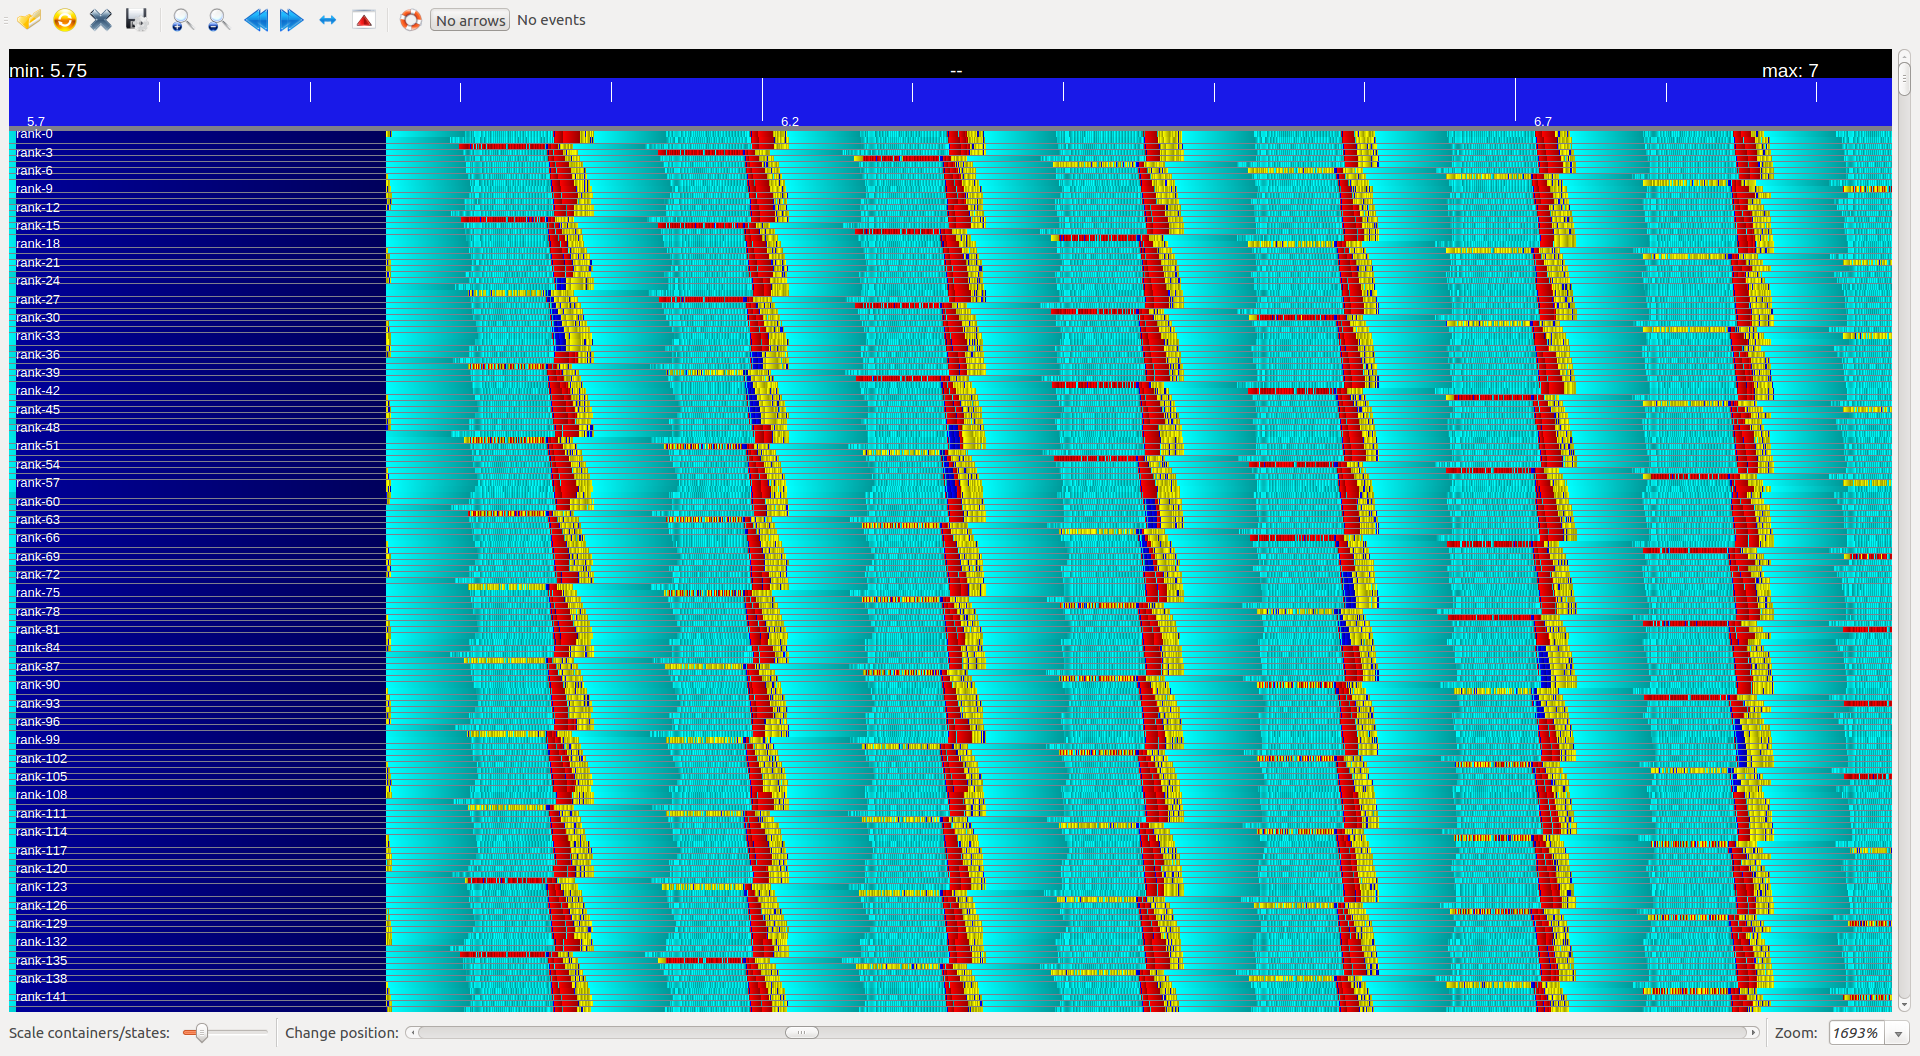 No arrows No events
min: 5.75 -- max: 7
5.7 6.2 6.7
rank-0
rank-3
rank-6
rank-9
rank-12
rank-15
rank-18
rank-21
rank-24
rank-27
rank-30
rank-33
rank-36
rank-39
rank-42
rank-45
rank-48
rank-51
rank-54
rank-57
rank-60
rank-63
rank-66
rank-69
rank-72
rank-75
rank-78
rank-81
rank-84
rank-87
rank-90
rank-93
rank-96
rank-99
rank-102
rank-105
rank-108
rank-111
rank-114
rank-117
rank-120
rank-123
rank-126
rank-129
rank-132
rank-135
rank-138
rank-141
Scale containers/states: Change position: Zoom: 1693%